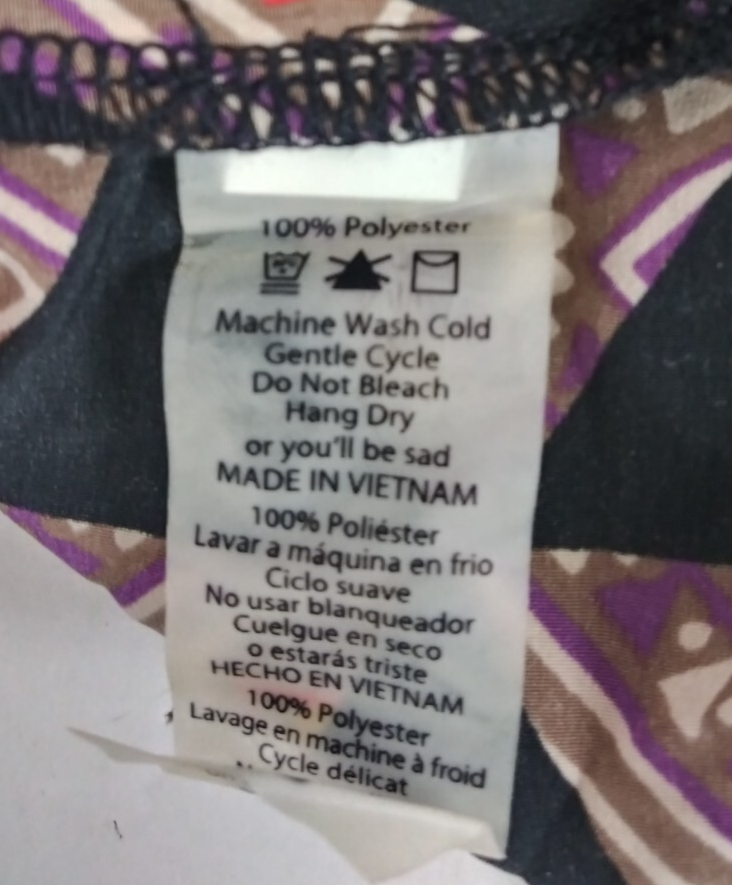 100% Polyester
Machine Wash Cold
Gentle Cycle
Do Not Bleach
Hang Dry
or you'll be sad
MADE IN VIETNAM
100% Poliéster
Lavar a máquina en frio
Ciclo suave
No usar blanqueador
Cuelgue en seco
o estarás triste
HECHO EN VIETNAM
100% Polyester
Lavage en machine à froid
Cycle délicat